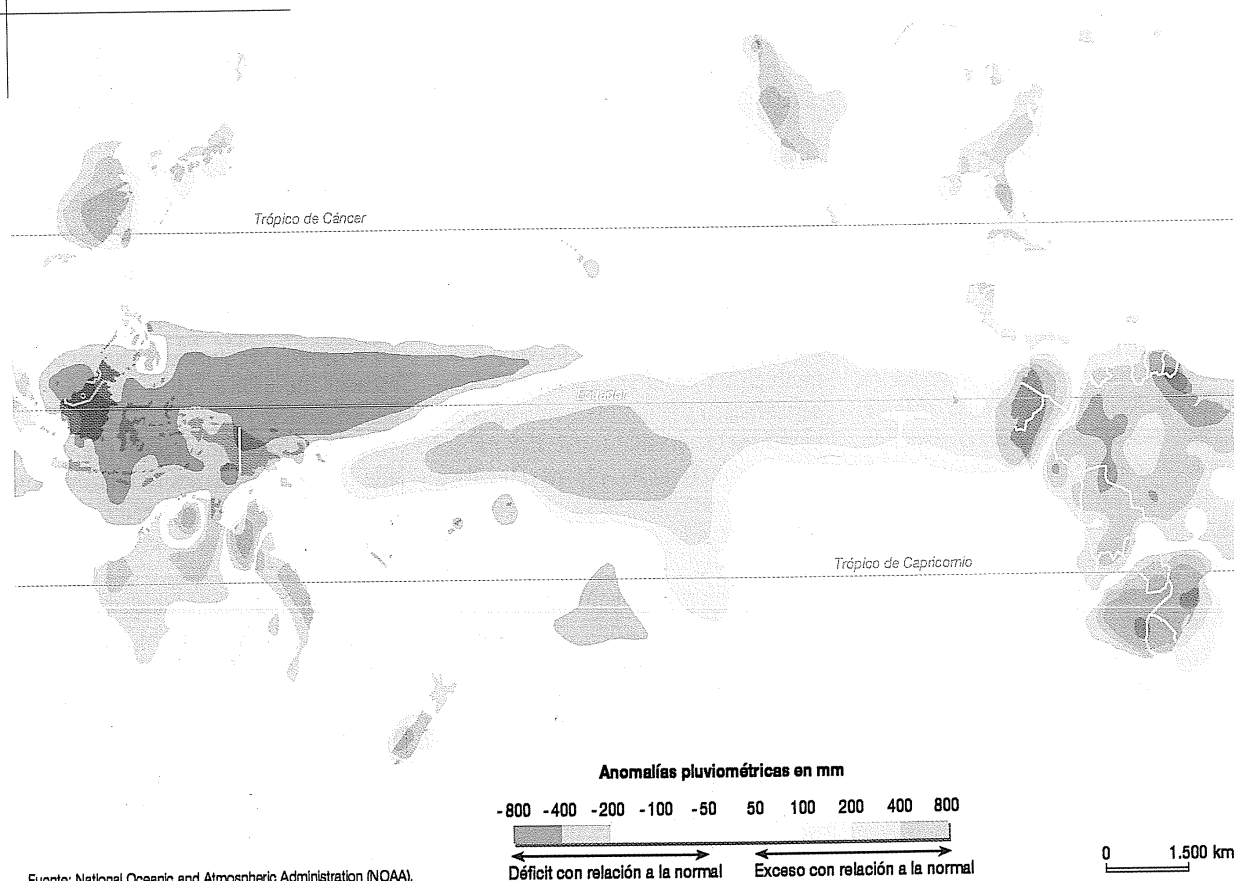 Trópico de Cáncer
Ecuador
Trópico de Capricornio
Anomalías pluviométricas en mm
-800 -400 -200 -100 -50 50 100 200 400 800
Déficit con relación a la normal Exceso con relación a la normal
0 1.500 km
Fuente: National Oceanic and Atmospheric Administration (NOAA).